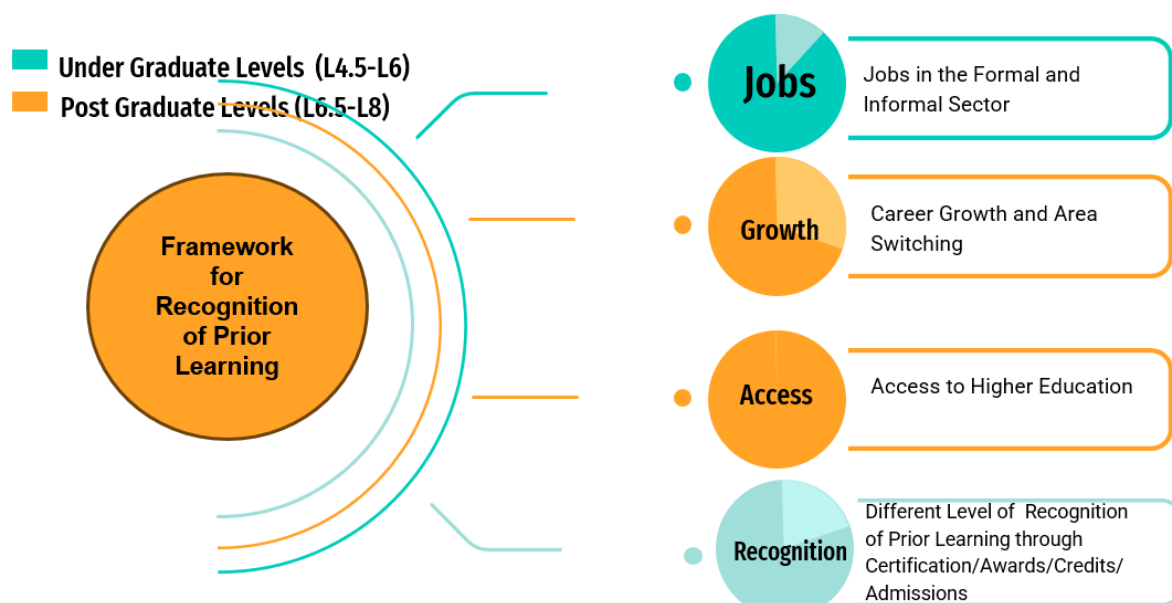 Under Graduate Levels (L4.5-L6)
Post Graduate Levels (L6.5-L8)
Framework
for
Recognition
of Prior
Learning
Jobs
Jobs in the Formal and
Informal Sector
Growth
Career Growth and Area
Switching
Access
Access to Higher Education
Recognition
Different Level of Recognition
of Prior Learning through
Certification/Awards/Credits/
Admissions